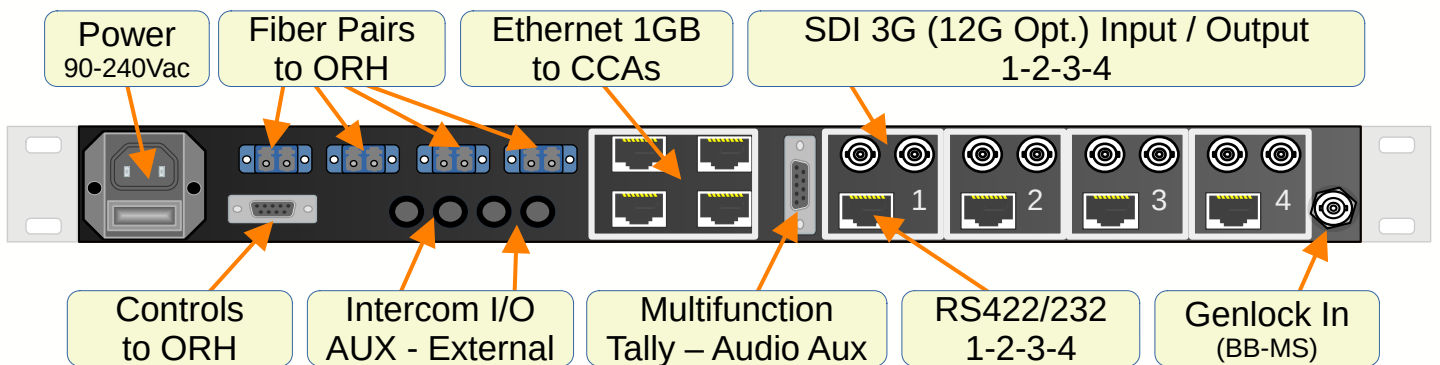 Power
90-240Vac
Fiber Pairs
to ORH
Ethernet 1GB
to CCAs
SDI 3G (12G Opt.) Input / Output
1-2-3-4
1
2
3
4
Controls
to ORH
Intercom I/O
AUX - External
Multifunction
Tally – Audio Aux
RS422/232
1-2-3-4
Genlock In
(BB-MS)